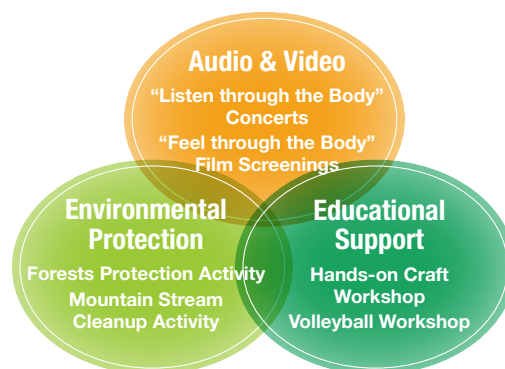 Audio & Video
“Listen through the Body”
Concerts
“Feel through the Body”
Film Screenings
Environmental
Protection
Forests Protection Activity
Mountain Stream
Cleanup Activity
Educational
Support
Hands-on Craft
Workshop
Volleyball Workshop